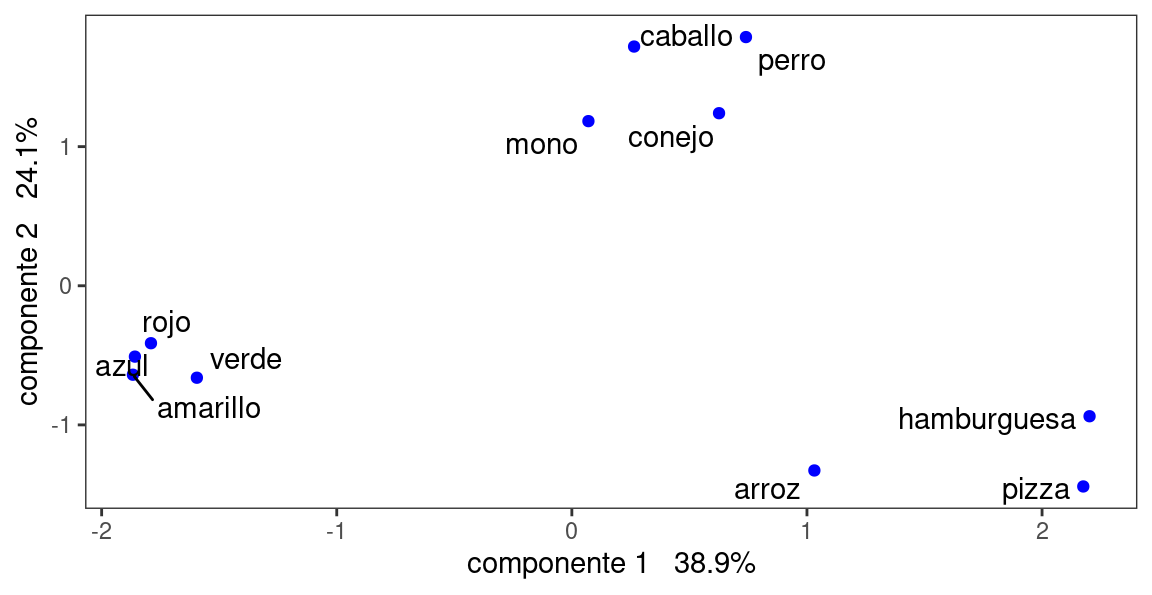 caballo
perro
mono
conejo
rojo
azul
verde
amarillo
hamburguesa
arroz
pizza
componente 2 24.1%
1
0
-1
-2
-1
0
1
2
componente 1 38.9%